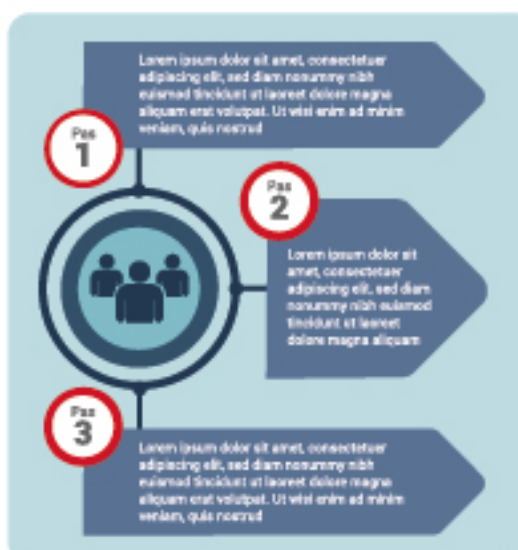 Lorem ipsum dolor sit amet, consectetuer
adipiscing elit, sed diam nonummy nibh
euismod tincidunt ut laoreet dolore magna
aliquam erat volutpat. Ut wisi enim ad minim
veniam, quis nostrud
Pas
1
Pas
2
Lorem ipsum dolor sit
amet, consectetuer
adipiscing elit, sed diam
nonummy nibh euismod
tincidunt ut laoreet
dolore magna aliquam
Pas
3
Lorem ipsum dolor sit amet, consectetuer
adipiscing elit, sed diam nonummy nibh
euismod tincidunt ut laoreet dolore magna
aliquam erat volutpat. Ut wisi enim ad minim
veniam, quis nostrud